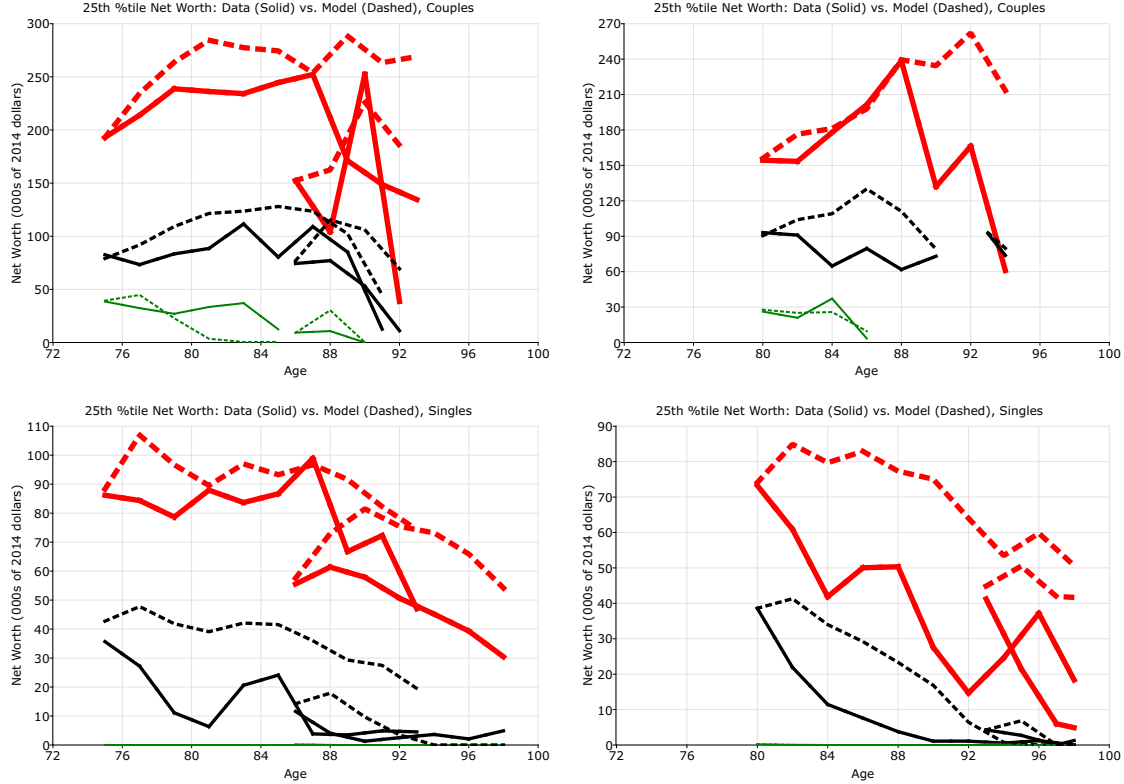 25th %tile Net Worth: Data (Solid) vs. Model (Dashed), Couples
Net Worth (000s of 2014 dollars)
300
250
200
150
100
50
0
72 76 80 84 88 92 96 100
Age
25th %tile Net Worth: Data (Solid) vs. Model (Dashed), Couples
Net Worth (000s of 2014 dollars)
270
240
210
180
150
120
90
60
30
0
72 76 80 84 88 92 96 100
Age
25th %tile Net Worth: Data (Solid) vs. Model (Dashed), Singles
Net Worth (000s of 2014 dollars)
110
100
90
80
70
60
50
40
30
20
10
0
72 76 80 84 88 92 96 100
Age
25th %tile Net Worth: Data (Solid) vs. Model (Dashed), Singles
Net Worth (000s of 2014 dollars)
90
80
70
60
50
40
30
20
10
0
72 76 80 84 88 92 96 100
Age